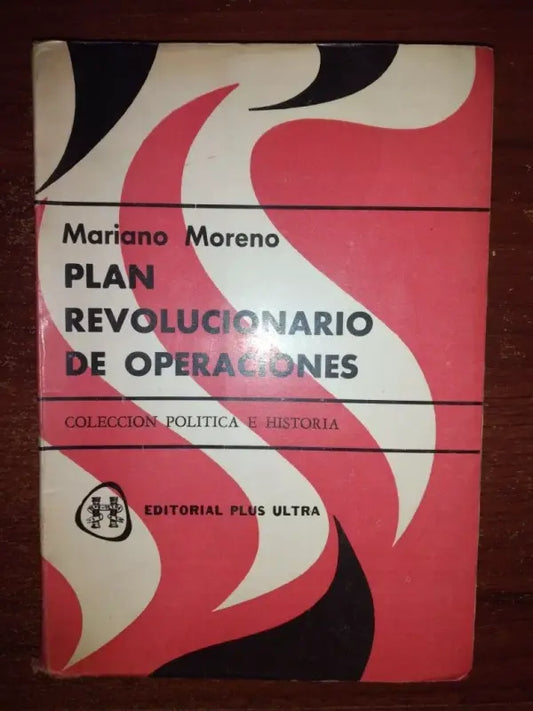 Mariano Moreno
PLAN
REVOLUCIONARIO
DE OPERACIONES
COLECCION POLITICA E HISTORIA
EDITORIAL PLUS ULTRA